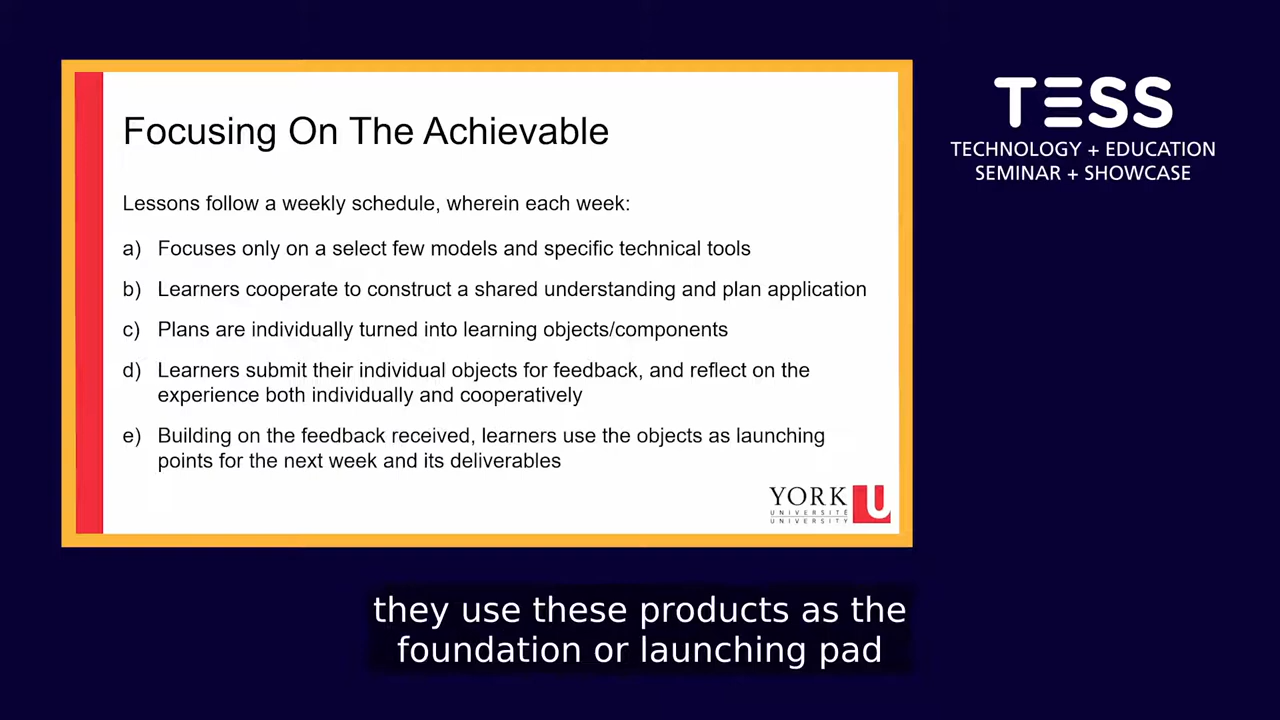 Focusing On The Achievable
Lessons follow a weekly schedule, wherein each week:
a) Focuses only on a select few models and specific technical tools
b) Learners cooperate to construct a shared understanding and plan application
c) Plans are individually turned into learning objects/components
d) Learners submit their individual objects for feedback, and reflect on the
experience both individually and cooperatively
e) Building on the feedback received, learners use the objects as launching
points for the next week and its deliverables
YORK U
UNIVERSITÉ
UNIVERSITY
TESS
TECHNOLOGY + EDUCATION
SEMINAR + SHOWCASE
they use these products as the
foundation or launching pad